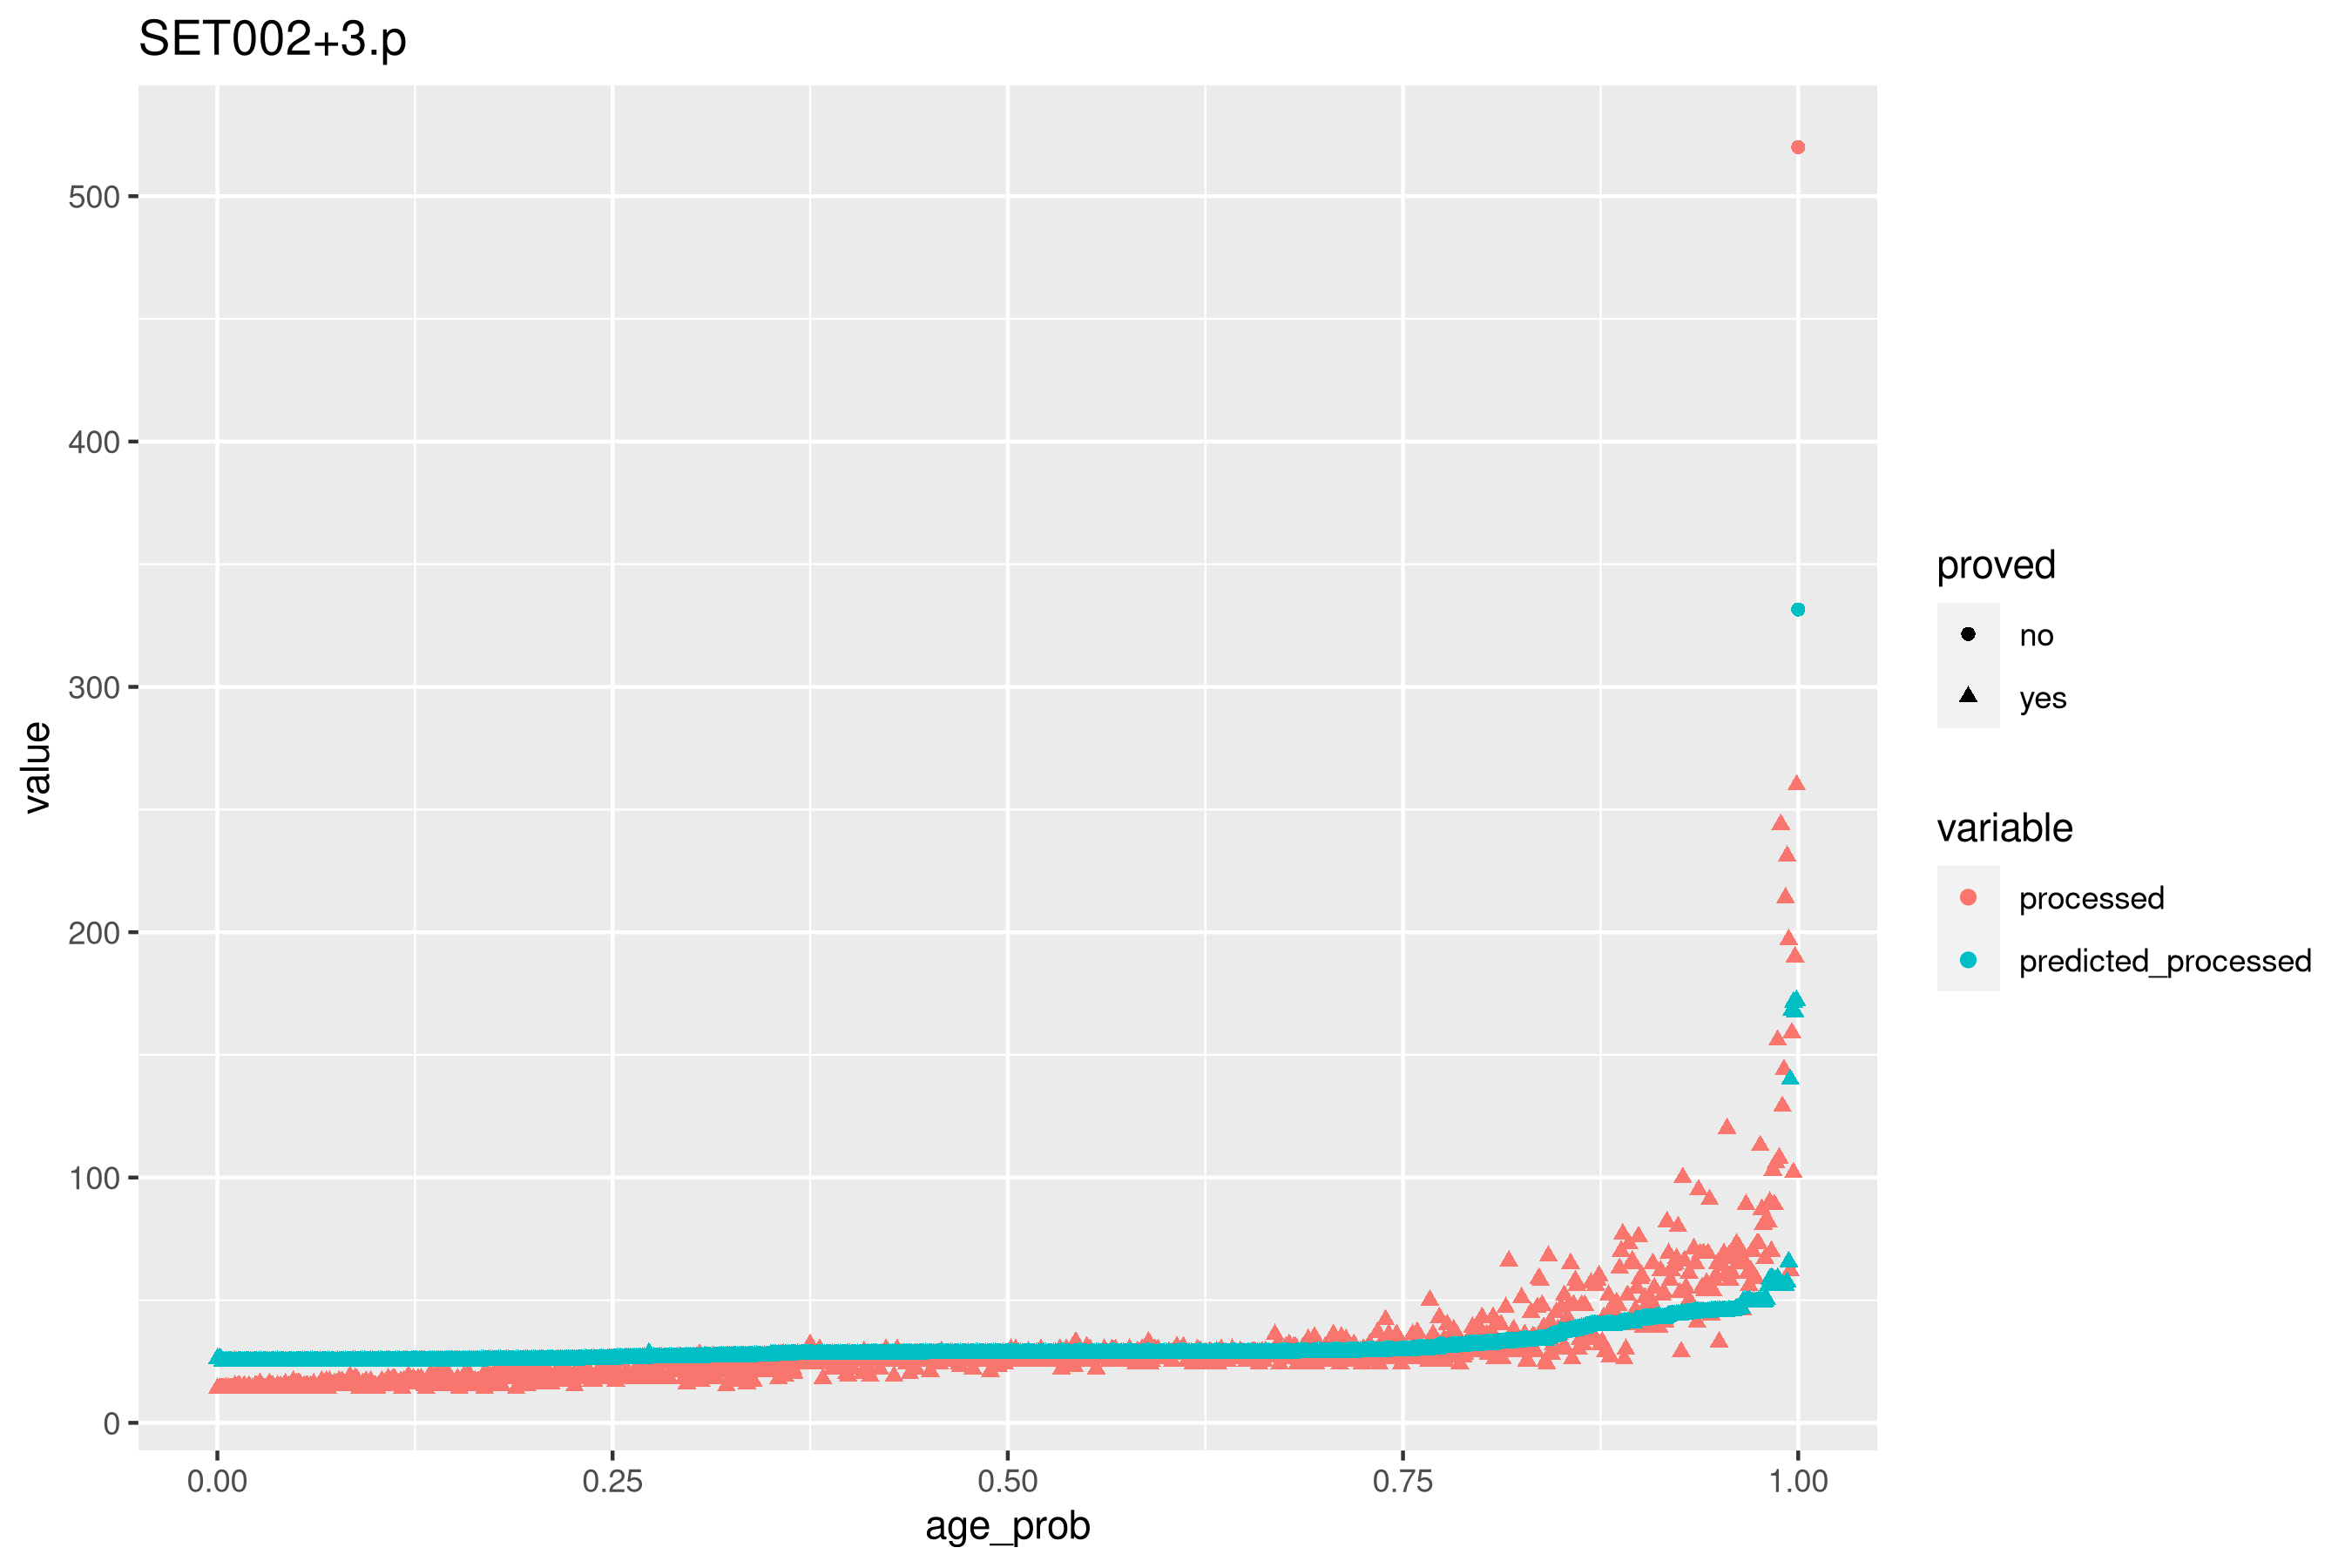 SET002+3.p
500
400
300
200
100
0
value
0.00
0.25
0.50
0.75
1.00
age_prob
proved
no
yes
variable
processed
predicted_processed